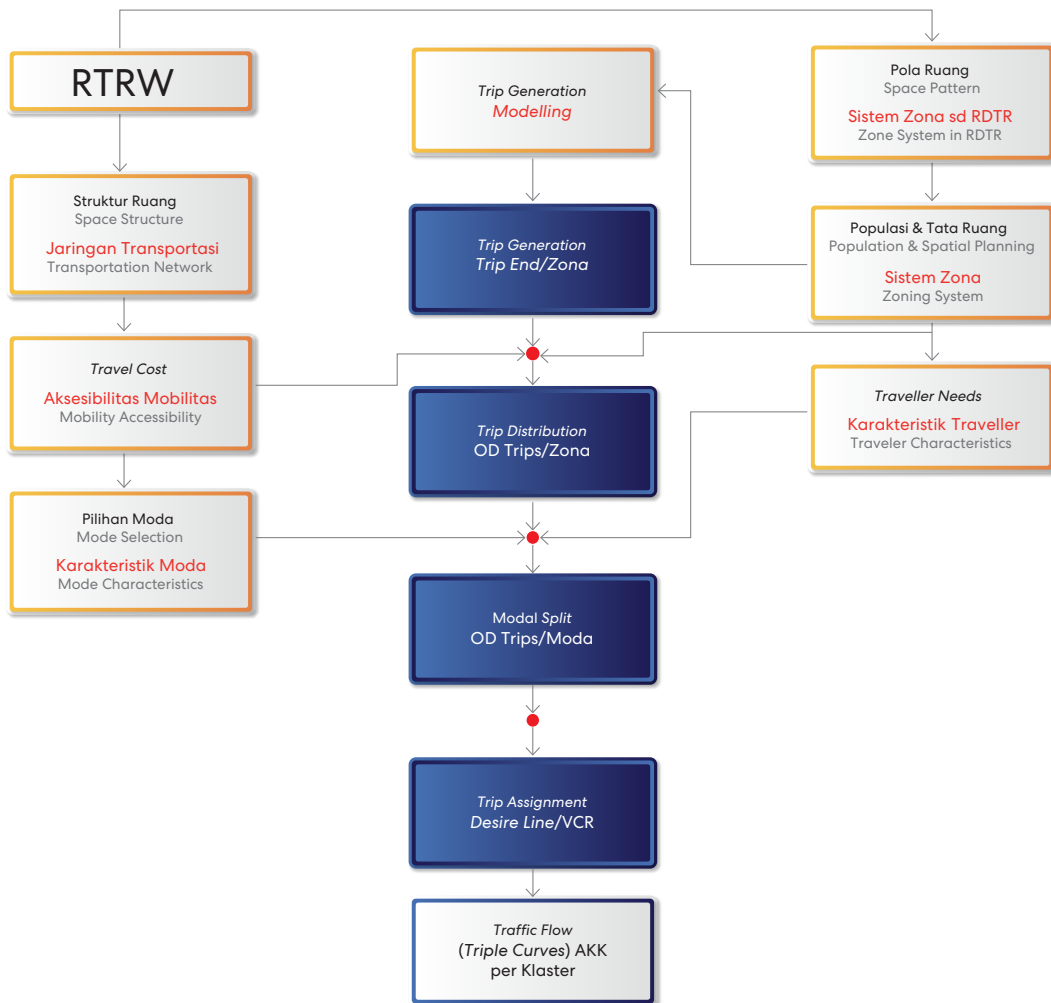 RTRW
Struktur Ruang
Space Structure
Jaringan Transportasi
Transportation Network
Travel Cost
Aksesibilitas Mobilitas
Mobility Accessibility
Pilihan Moda
Mode Selection
Karakteristik Moda
Mode Characteristics
Trip Generation
Modelling
Trip Generation
Trip End/Zona
Trip Distribution
OD Trips/Zona
Modal Split
OD Trips/Moda
Trip Assignment
Desire Line/VCR
Traffic Flow
(Triple Curves) AKK
per Klaster
Pola Ruang
Space Pattern
Sistem Zona sd RDTR
Zone System in RDTR
Populasi & Tata Ruang
Population & Spatial Planning
Sistem Zona
Zoning System
Traveller Needs
Karakteristik Traveller
Traveler Characteristics